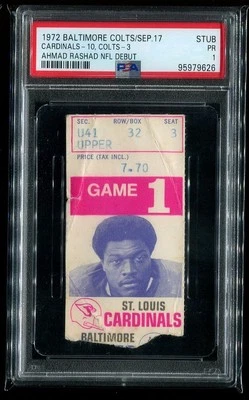 1972 BALTIMORE COLTS/SEP.17 STUB
CARDINALS-10, COLTS-3 PR
AHMAD RASHAD NFL DEBUT 1
PSA 95979626
SEC. ROW/BOX SEAT
U41 32 3
UPPER
PRICE (TAX INCL.)
7.70
GAME 1
ST. LOUIS
CARDINALS
BALTIMORE